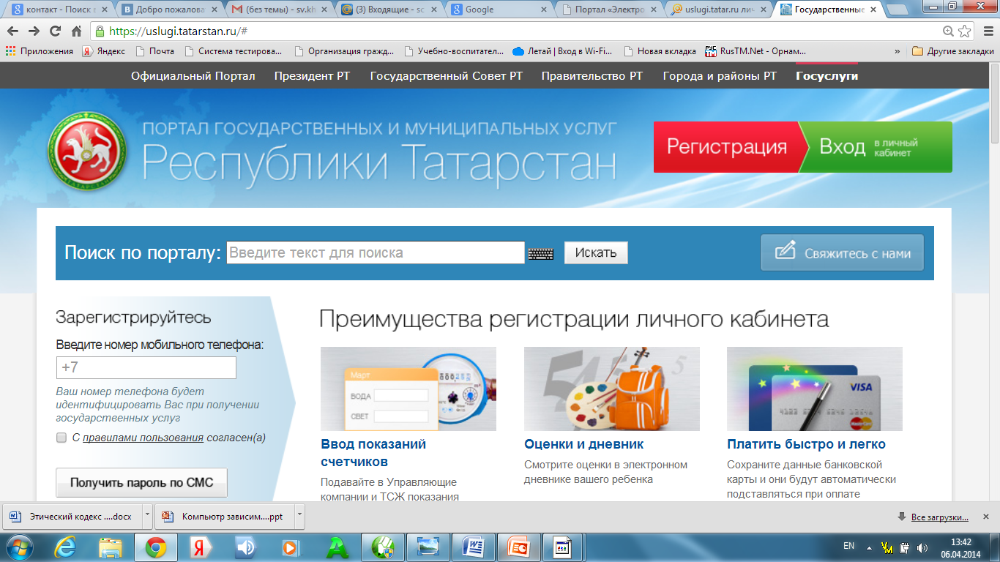 контакт - Поиск в
Добро пожалова
(без темы) - sv.kh
(3) Входящие - sc
Google
Портал «Электро
uslugi.tatar.ru ли
Государственные
https://uslugi.tatarstan.ru/#
Приложения
Яндекс
Почта
Система тестирова...
Организация гражд...
Учебно-воспитател...
Летай | Вход в Wi-Fi...
Новая вкладка
RusTM.Net - Орнам...
»
Другие закладки
Официальный Портал
Президент РТ
Государственный Совет РТ
Правительство РТ
Города и районы РТ
Госуслуги
ПОРТАЛ ГОСУДАРСТВЕННЫХ И МУНИЦИПАЛЬНЫХ УСЛУГ
Республики Татарстан
Регистрация
Вход
в личный
кабинет
Поиск по порталу:
Введите текст для поиска
Искать
Свяжитесь с нами
Зарегистрируйтесь
Введите номер мобильного телефона:
+7
Ваш номер телефона будет
идентифицировать Вас при получении
государственных услуг
С правилами пользования согласен(а)
Получить пароль по СМС
Преимущества регистрации личного кабинета
Март
ВОДА
СВЕТ
Ввод показаний
счетчиков
Подавайте в Управляющие
компании и ТСЖ показания
5 4 5 5
Оценки и дневник
Смотрите оценки в электронном
дневнике вашего ребенка
VISA
MasterCard
Платить быстро и легко
Сохраните данные банковской
карты и они будут автоматически
подставляться при оплате
Этический кодекс ....docx
Компьютр зависим....ppt
Все загрузки...
EN
13:42
06.04.2014